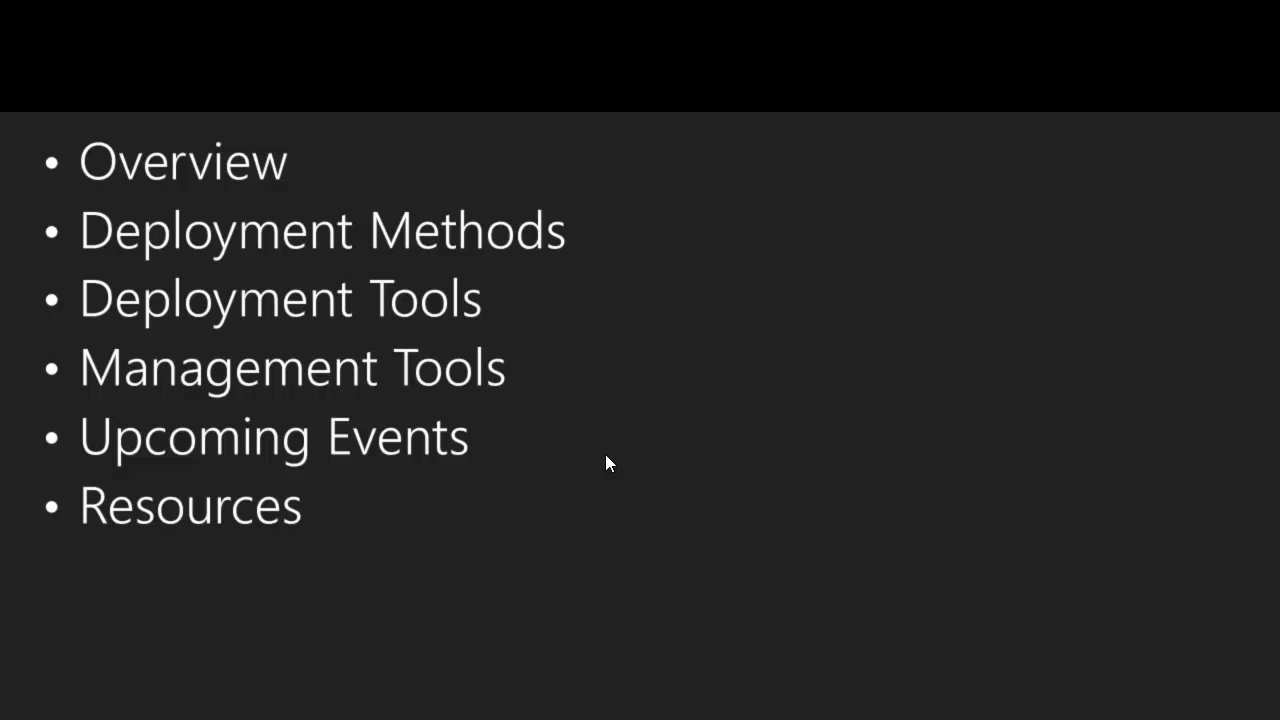 • Overview
• Deployment Methods
• Deployment Tools
• Management Tools
• Upcoming Events
• Resources